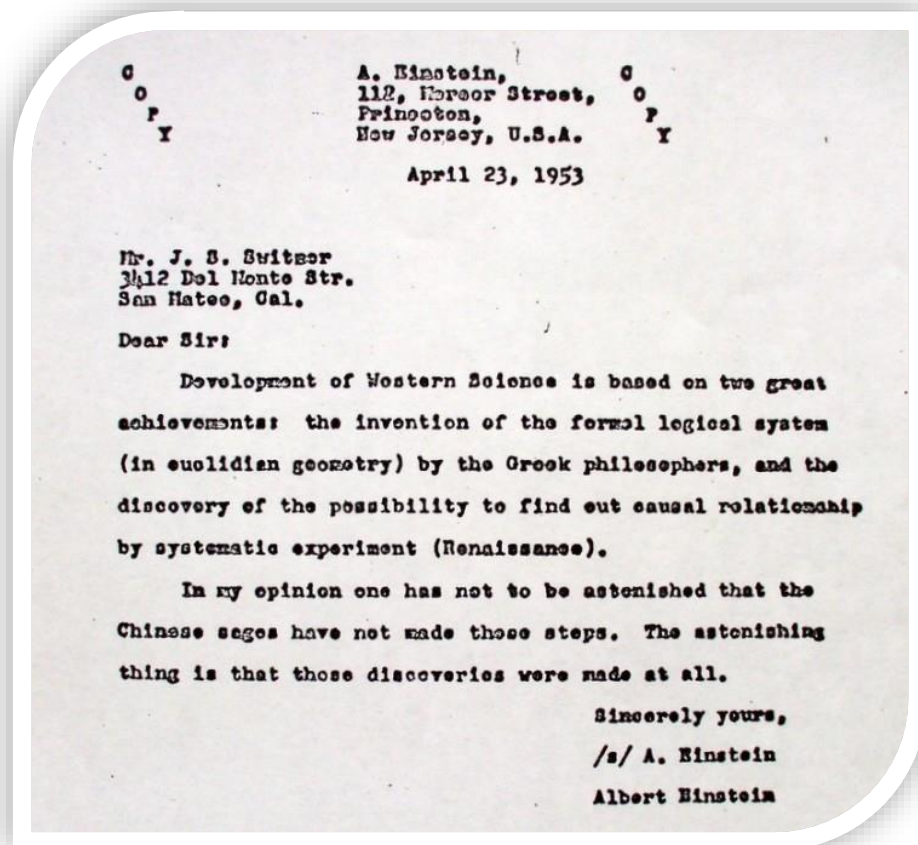 C A. Einstein, C
O 112, Mercer Street, O
P Princeton, P
Y New Jersey, U.S.A. Y
April 23, 1953
Mr. J. S. Switzer
3412 Del Monte Str.
San Mateo, Cal.
Dear Sir:
Development of Western Science is based on two great
achievements: the invention of the formal logical system
(in euclidian geometry) by the Greek philosophers, and the
discovery of the possibility to find out causal relationship
by systematic experiment (Renaissance).
In my opinion one has not to be astonished that the
Chinese sages have not made those steps. The astonishing
thing is that those discoveries were made at all.
Sincerely yours,
/s/ A. Einstein
Albert Einstein